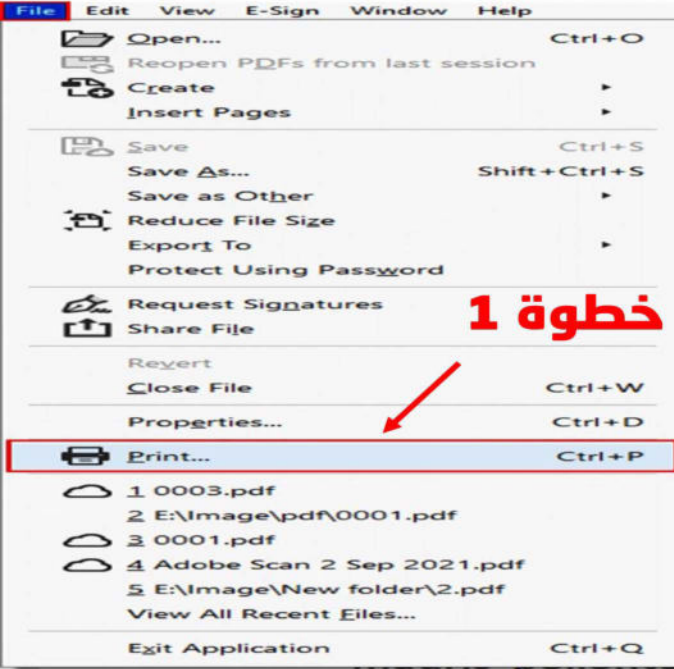 File Edit View E-Sign Window Help
Open... Ctrl+O
Reopen PDFs from last session
Create
Insert Pages
Save Ctrl+S
Save As... Shift+Ctrl+S
Save as Other
Reduce File Size
Export To
Protect Using Password
Request Signatures
خطوة 1
Share File
Revert
Close File Ctrl+W
Properties... Ctrl+D
Print... Ctrl+P
1 0003.pdf
2 E:\Image\pdf\0001.pdf
3 0001.pdf
4 Adobe Scan 2 Sep 2021.pdf
5 E:\Image\New folder\2.pdf
View All Recent Files...
Exit Application Ctrl+Q